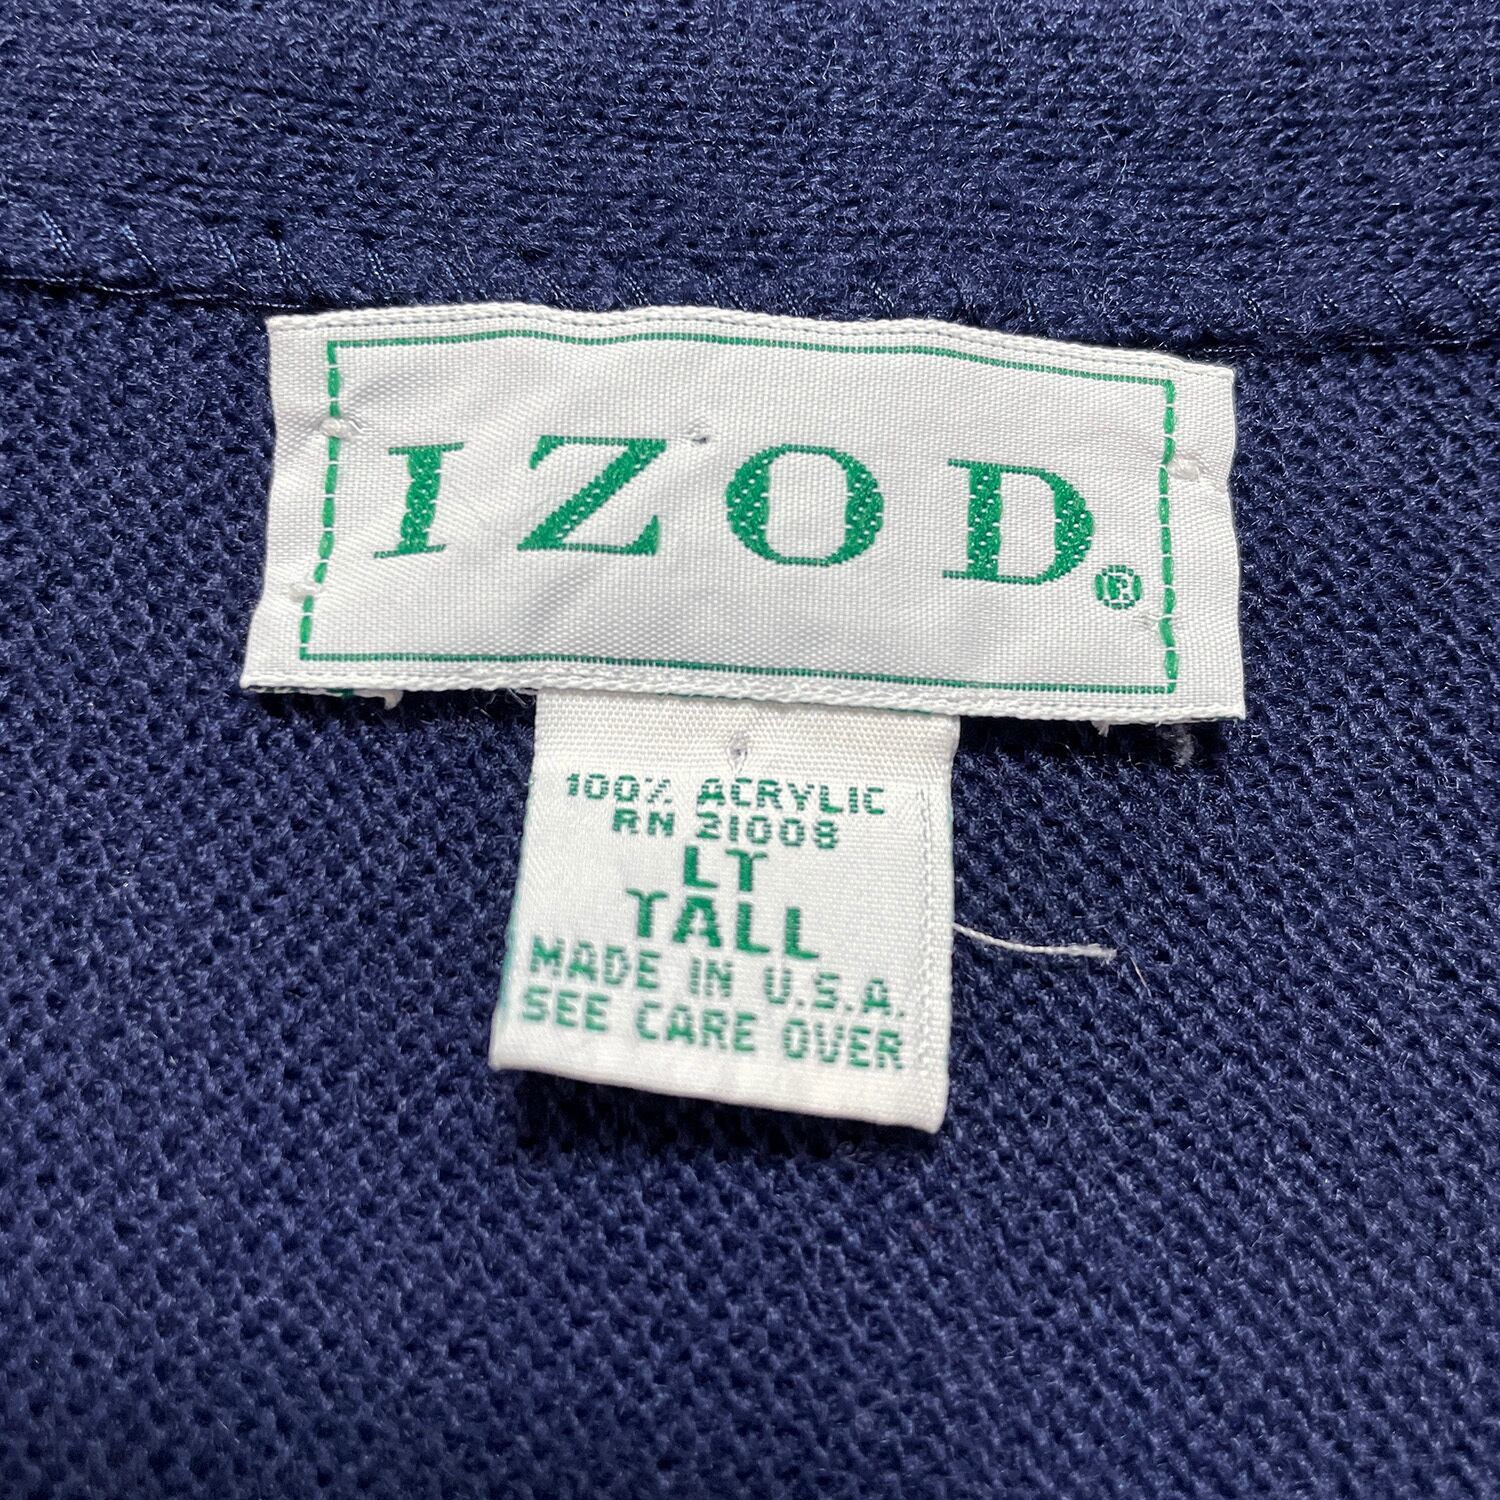 IZOD®
100% ACRYLIC
RN 21008
LT
TALL
MADE IN U.S.A.
SEE CARE OVER